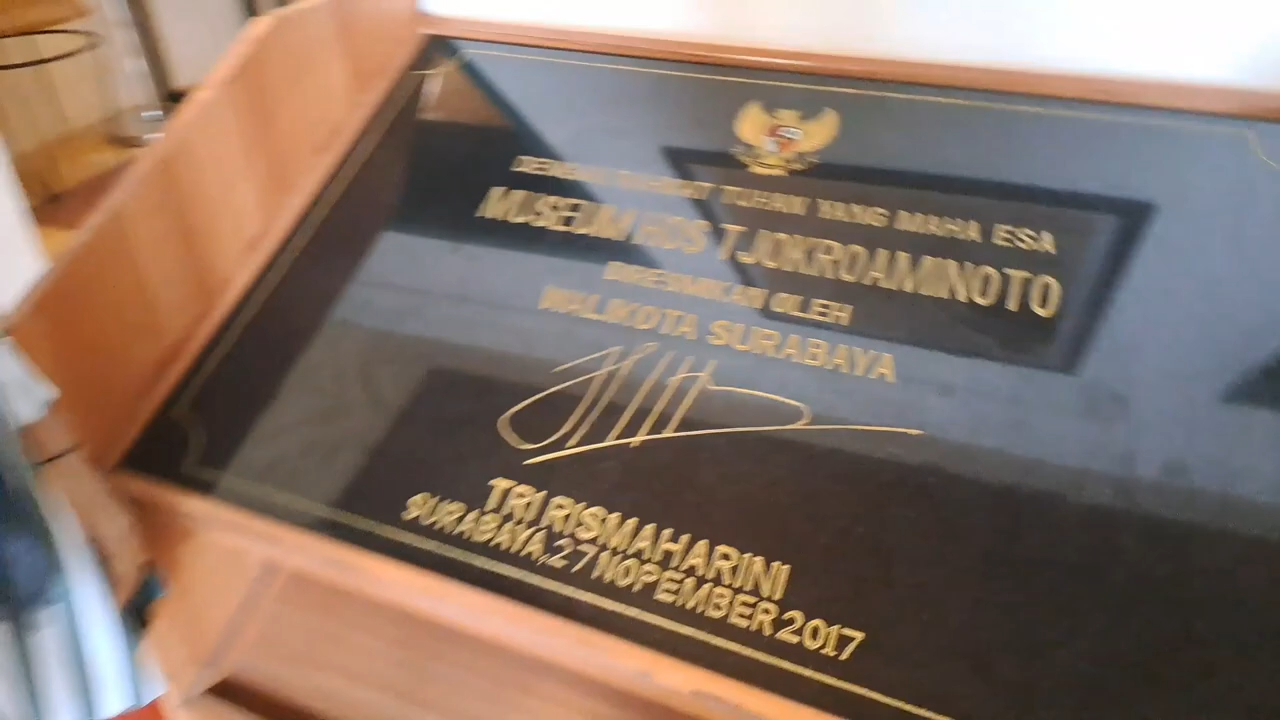 DENGAN RAHMAT TUHAN YANG MAHA ESA
MUSEUM HOS TJOKROAMINOTO
DIRESMIKAN OLEH
WALIKOTA SURABAYA
TRI RISMAHARINI
SURABAYA, 27 NOPEMBER 2017